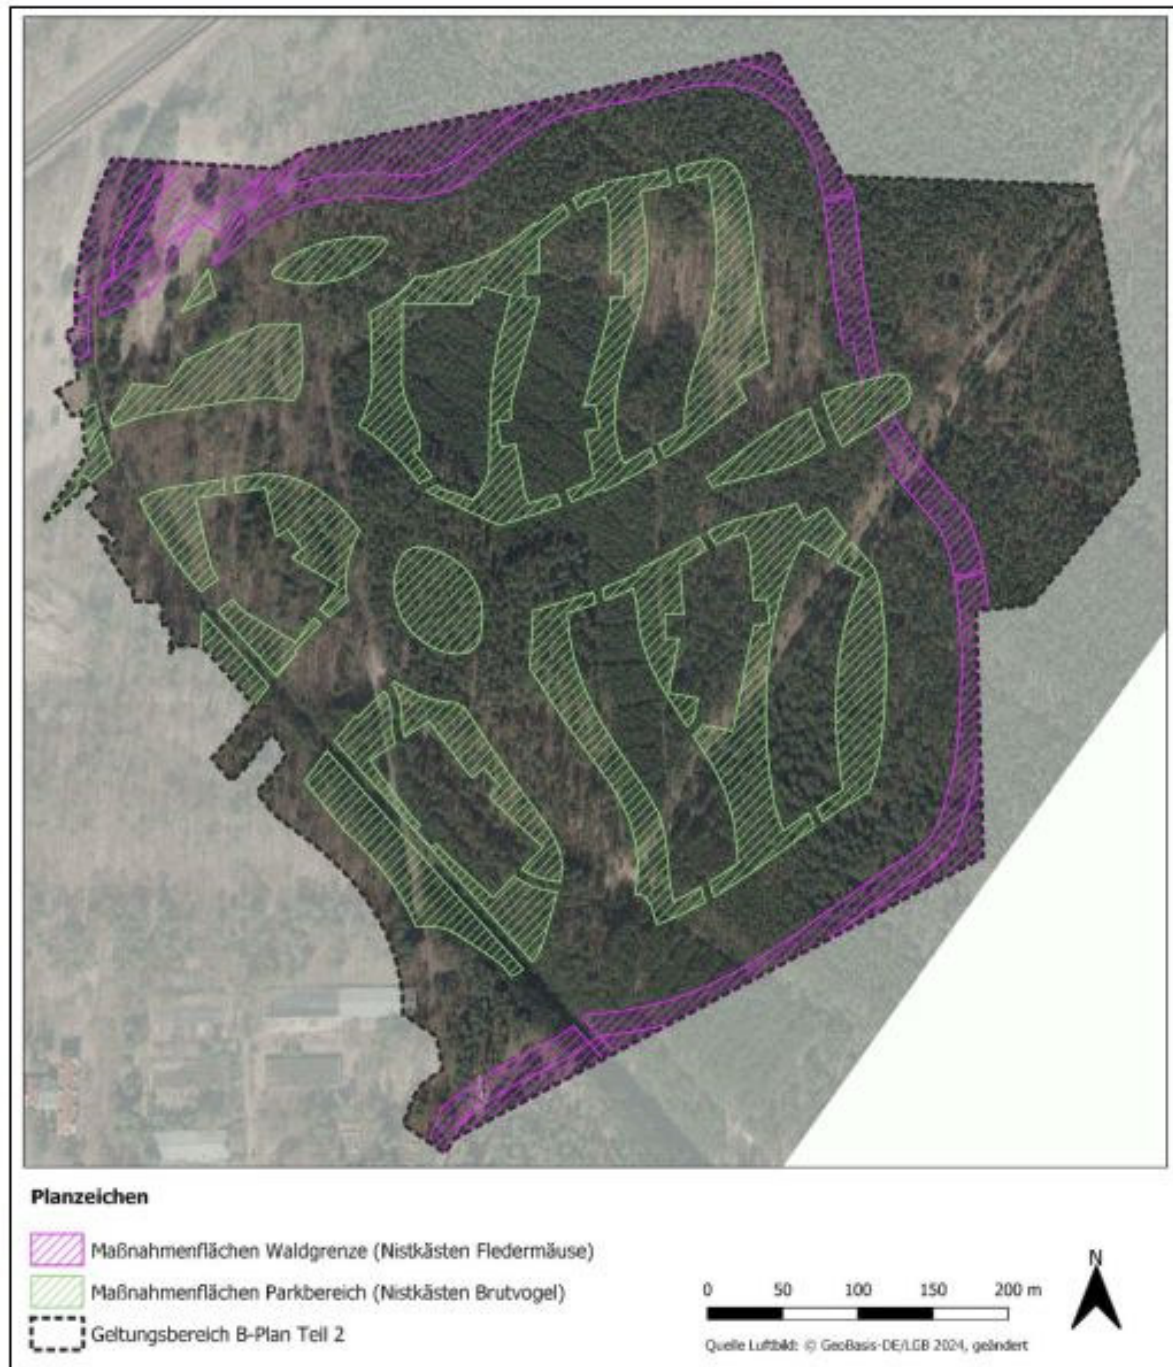 Planzeichen
Maßnahmenflächen Waldgrenze (Nistkästen Fledermäuse)
Maßnahmenflächen Parkbereich (Nistkästen Brutvogel)
Geltungsbereich B-Plan Teil 2
0 50 100 150 200 m
N
Quelle Luftbild: © GeoBasis-DE/LGB 2024, geändert